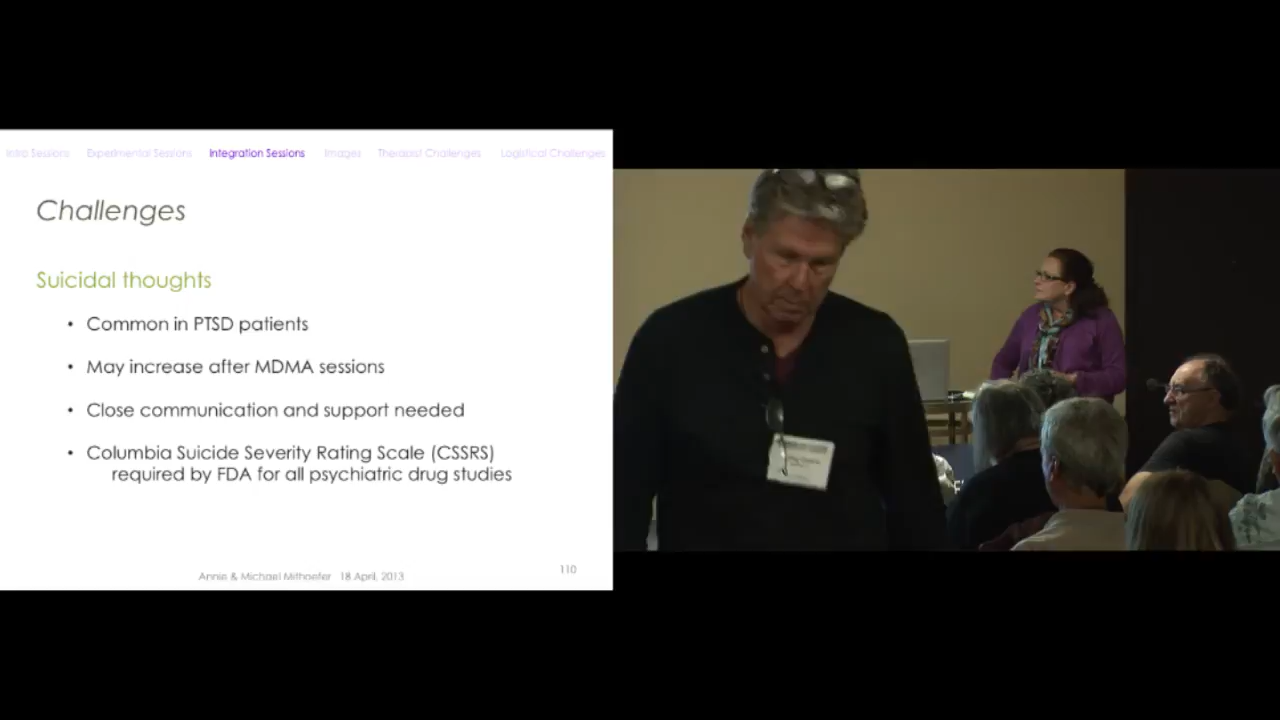 Intro Sessions Experimental Sessions Integration Sessions Images Therapist Challenges Logistical Challenges
Challenges
Suicidal thoughts
• Common in PTSD patients
• May increase after MDMA sessions
• Close communication and support needed
• Columbia Suicide Severity Rating Scale (CSSRS)
required by FDA for all psychiatric drug studies
Annie & Michael Mithoefer 18 April, 2013
110